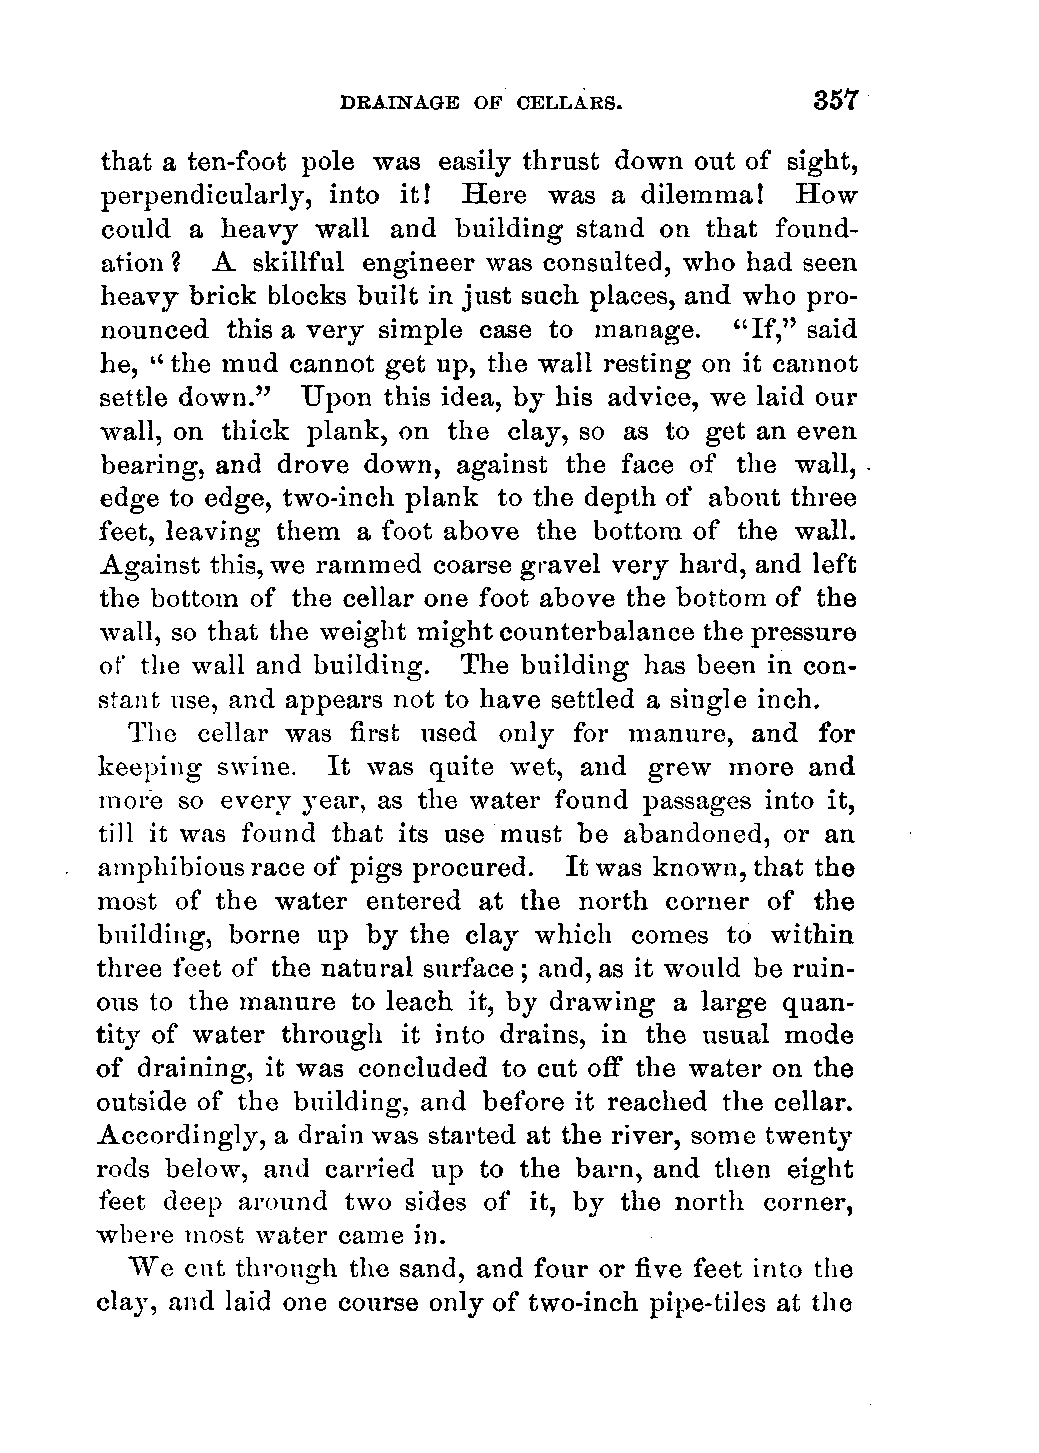 DRAINAGE OF CELLARS. 357
that a ten-foot pole was easily thrust down out of sight,
perpendicularly, into it! Here was a dilemma! How
could a heavy wall and building stand on that found-
ation? A skillful engineer was consulted, who had seen
heavy brick blocks built in just such places, and who pro-
nounced this a very simple case to manage. "If," said
he, "the mud cannot get up, the wall resting on it cannot
settle down." Upon this idea, by his advice, we laid our
wall, on thick plank, on the clay, so as to get an even
bearing, and drove down, against the face of the wall,
edge to edge, two-inch plank to the depth of about three
feet, leaving them a foot above the bottom of the wall.
Against this, we rammed coarse gravel very hard, and left
the bottom of the cellar one foot above the bottom of the
wall, so that the weight might counterbalance the pressure
of the wall and building. The building has been in con-
stant use, and appears not to have settled a single inch.
The cellar was first used only for manure, and for
keeping swine. It was quite wet, and grew more and
more so every year, as the water found passages into it,
till it was found that its use must be abandoned, or an
amphibious race of pigs procured. It was known, that the
most of the water entered at the north corner of the
building, borne up by the clay which comes to within
three feet of the natural surface; and, as it would be ruin-
ous to the manure to leach it, by drawing a large quan-
tity of water through it into drains, in the usual mode
of draining, it was concluded to cut off the water on the
outside of the building, and before it reached the cellar.
Accordingly, a drain was started at the river, some twenty
rods below, and carried up to the barn, and then eight
feet deep around two sides of it, by the north corner,
where most water came in.
We cut through the sand, and four or five feet into the
clay, and laid one course only of two-inch pipe-tiles at the